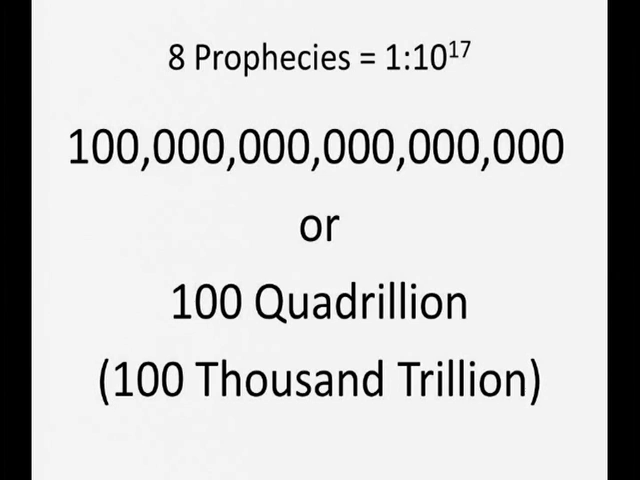 8 Prophecies = 1:10¹⁷
100,000,000,000,000,000
or
100 Quadrillion
(100 Thousand Trillion)